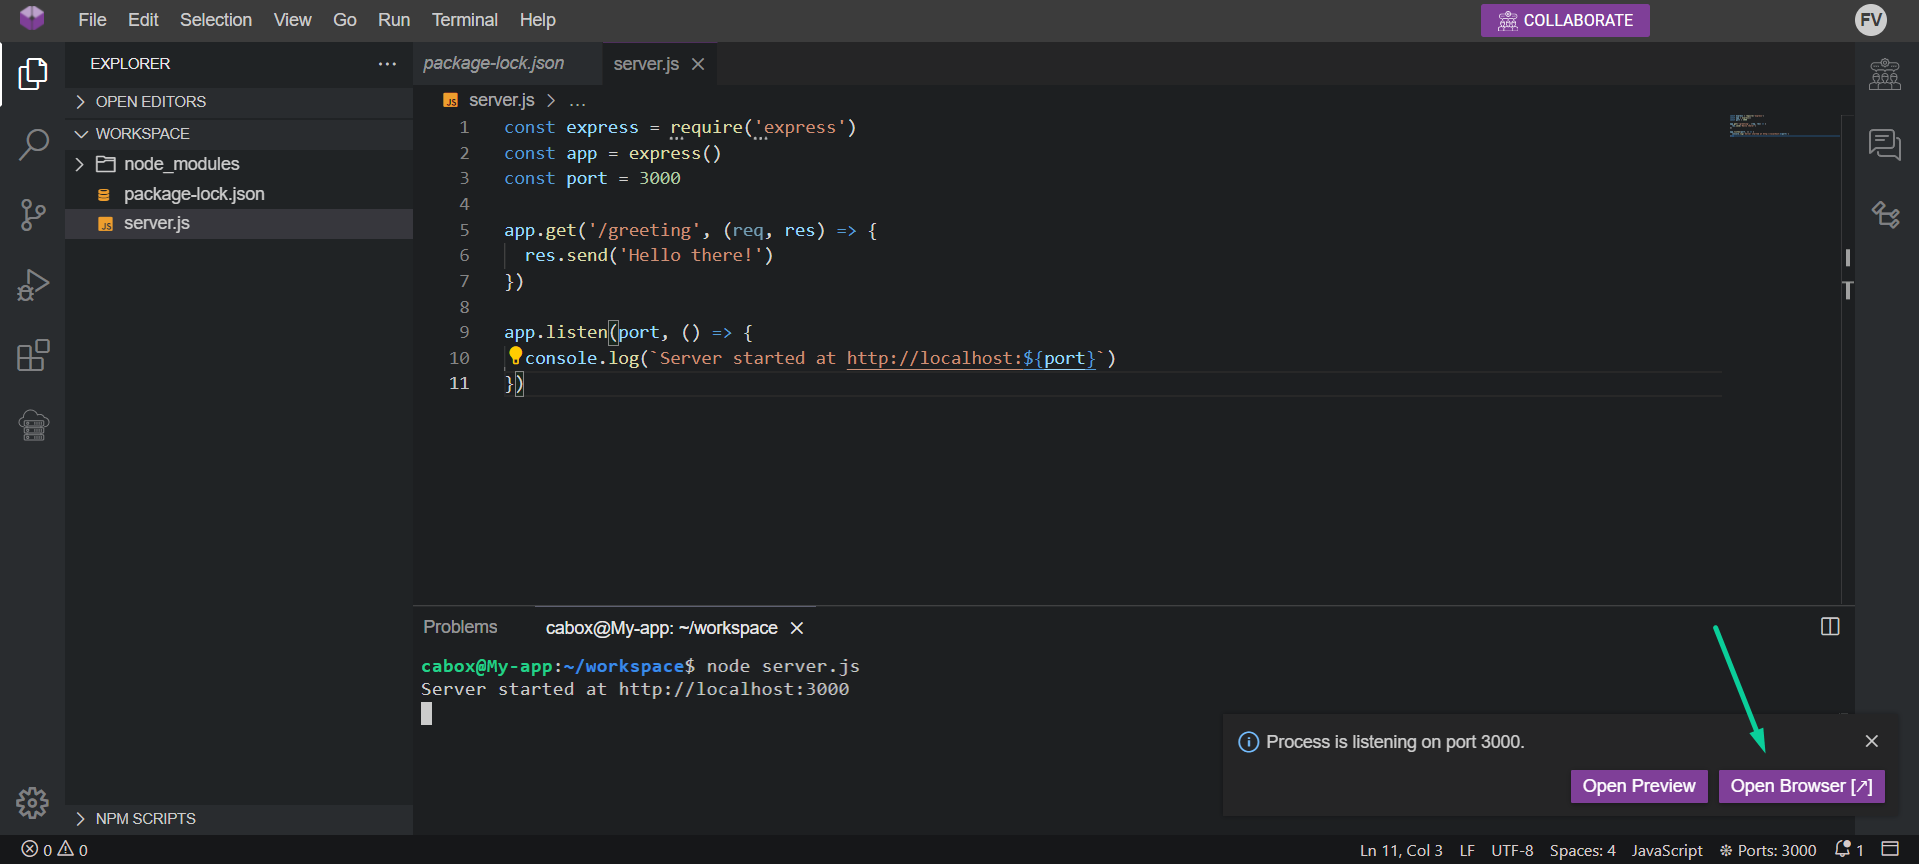 File Edit Selection View Go Run Terminal Help
COLLABORATE
FV
EXPLORER
OPEN EDITORS
WORKSPACE
node_modules
package-lock.json
server.js
NPM SCRIPTS
package-lock.json
server.js
JS server.js > ...
1 const express = require('express')
2 const app = express()
3 const port = 3000
4
5 app.get('/greeting', (req, res) => {
6 res.send('Hello there!')
7 })
8
9 app.listen(port, () => {
10 console.log(`Server started at http://localhost:${port}`)
11 })
Problems cabox@My-app: ~/workspace
cabox@My-app:~/workspace$ node server.js
Server started at http://localhost:3000
Process is listening on port 3000.
Open Preview Open Browser [↗]
0 0 Ln 11, Col 3 LF UTF-8 Spaces: 4 JavaScript Ports: 3000 1